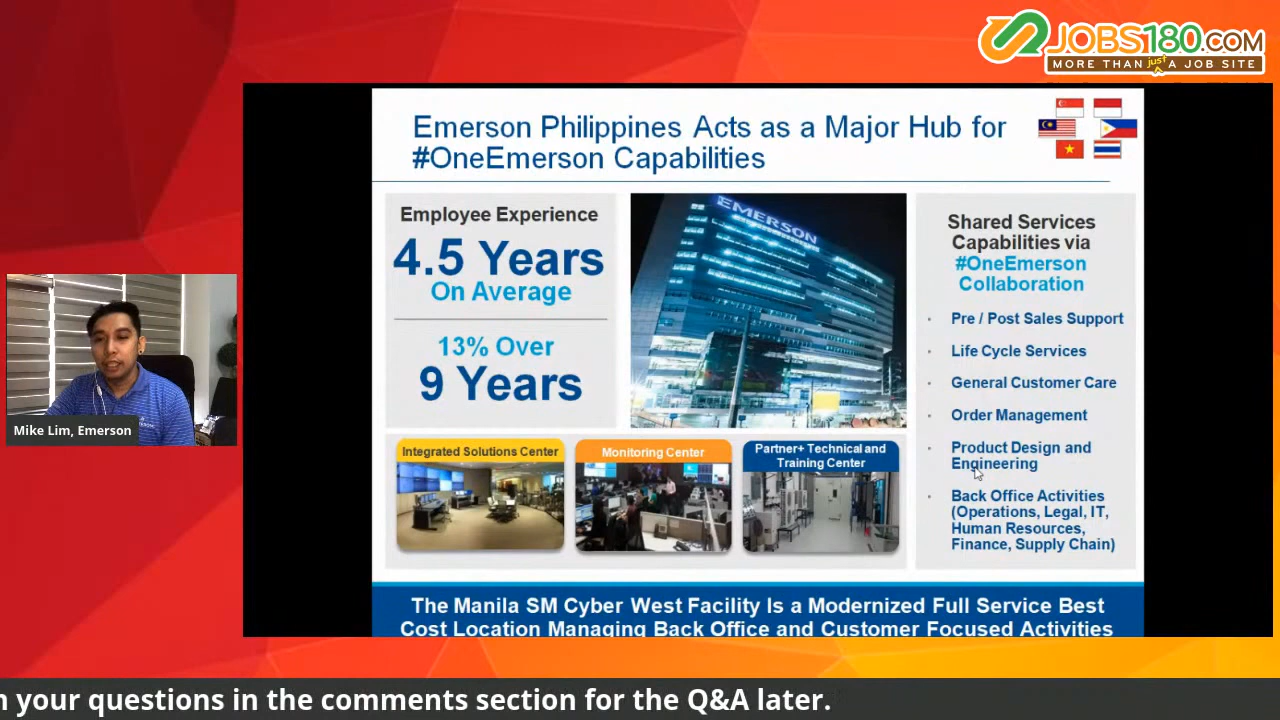 JOBS180.COM
MORE THAN just A JOB SITE
Emerson Philippines Acts as a Major Hub for
#OneEmerson Capabilities
Employee Experience
4.5 Years
On Average
13% Over
9 Years
EMERSON
Shared Services
Capabilities via
#OneEmerson
Collaboration
Pre / Post Sales Support
Life Cycle Services
General Customer Care
Order Management
Product Design and
Engineering
Back Office Activities
(Operations, Legal, IT,
Human Resources,
Finance, Supply Chain)
Integrated Solutions Center
Monitoring Center
Partner+ Technical and
Training Center
The Manila SM Cyber West Facility Is a Modernized Full Service Best
Cost Location Managing Back Office and Customer Focused Activities
Mike Lim, Emerson
your questions in the comments section for the Q&A later.